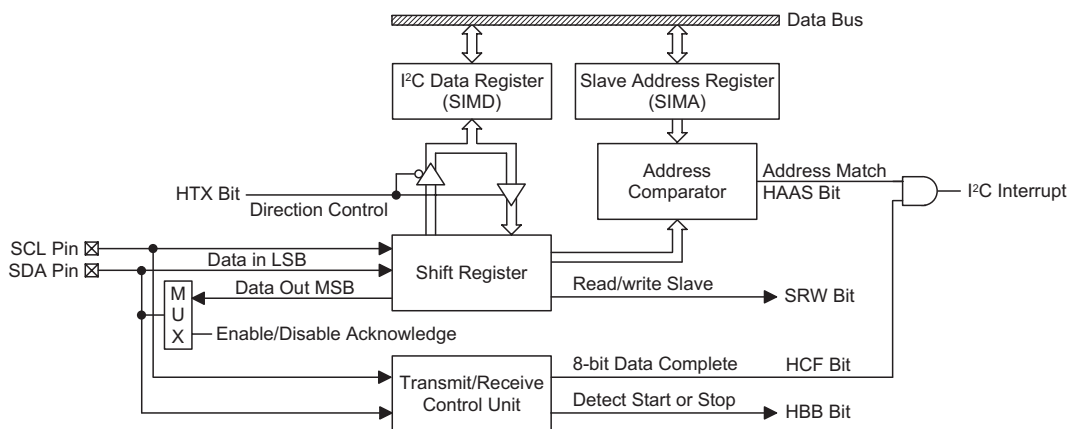 Data Bus
I²C Data Register
(SIMD)
Slave Address Register
(SIMA)
HTX Bit
Direction Control
Address
Comparator
Address Match
HAAS Bit
I²C Interrupt
SCL Pin
SDA Pin
Data in LSB
Shift Register
Data Out MSB
Read/write Slave
SRW Bit
M
U
X
Enable/Disable Acknowledge
Transmit/Receive
Control Unit
8-bit Data Complete
HCF Bit
Detect Start or Stop
HBB Bit